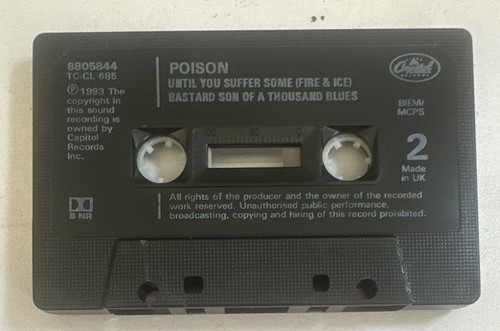 8805844
TC-CL 685
POISON
UNTIL YOU SUFFER SOME (FIRE & ICE)
BASTARD SON OF A THOUSAND BLUES
Capitol
RECORDS
℗ 1993 The
copyright in
this sound
recording is
owned by
Capitol
Records
Inc.
BIEM/
MCPS
2
Made
in UK
B NR
All rights of the producer and the owner of the recorded
work reserved. Unauthorised public performance,
broadcasting, copying and hiring of this record prohibited.